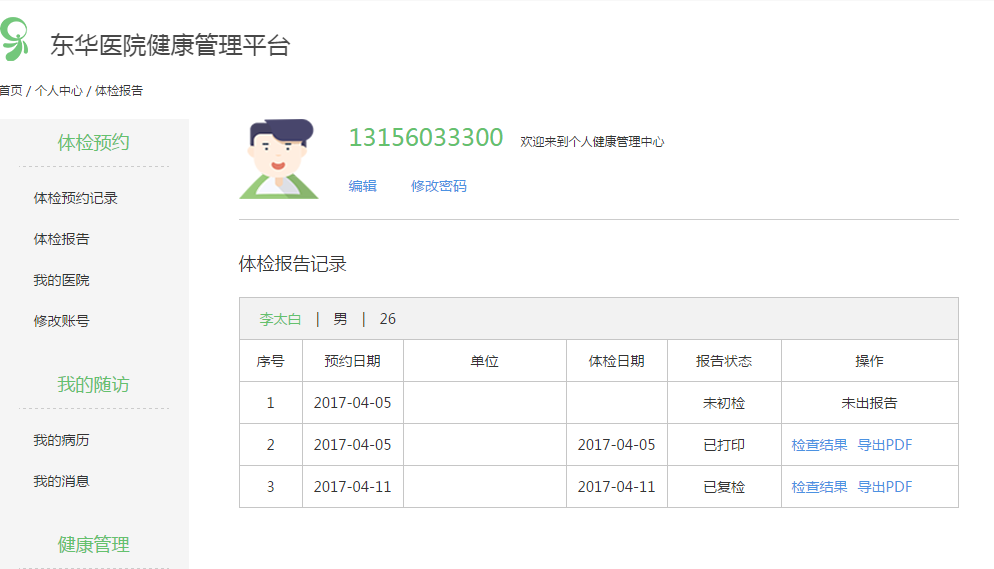 东华医院健康管理平台
首页 / 个人中心 / 体检报告
体检预约
体检预约记录
体检报告
我的医院
修改账号
我的随访
我的病历
我的消息
健康管理
13156033300 欢迎来到个人健康管理中心
编辑 修改密码
体检报告记录
李太白 | 男 | 26
序号 预约日期 单位 体检日期 报告状态 操作
1 2017-04-05 未初检 未出报告
2 2017-04-05 2017-04-05 已打印 检查结果 导出PDF
3 2017-04-11 2017-04-11 已复检 检查结果 导出PDF